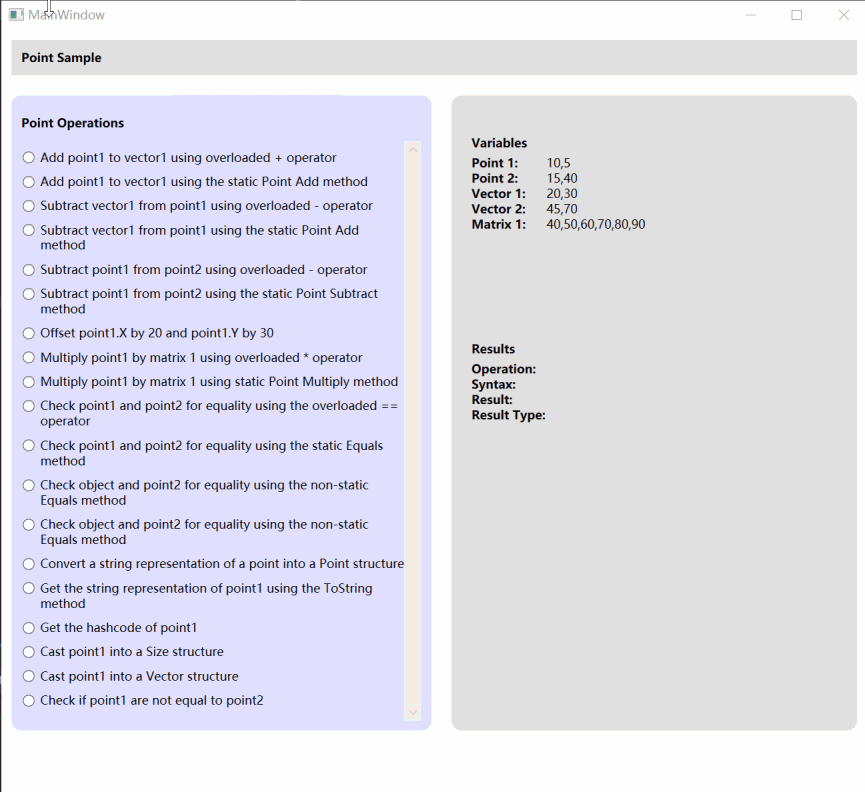 MainWindow
Point Sample
Point Operations
Add point1 to vector1 using overloaded + operator
Add point1 to vector1 using the static Point Add method
Subtract vector1 from point1 using overloaded - operator
Subtract vector1 from point1 using the static Point Add
method
Subtract point1 from point2 using overloaded - operator
Subtract point1 from point2 using the static Point Subtract
method
Offset point1.X by 20 and point1.Y by 30
Multiply point1 by matrix 1 using overloaded * operator
Multiply point1 by matrix 1 using static Point Multiply method
Check point1 and point2 for equality using the overloaded ==
operator
Check point1 and point2 for equality using the static Equals
method
Check object and point2 for equality using the non-static
Equals method
Check object and point2 for equality using the non-static
Equals method
Convert a string representation of a point into a Point structure
Get the string representation of point1 using the ToString
method
Get the hashcode of point1
Cast point1 into a Size structure
Cast point1 into a Vector structure
Check if point1 are not equal to point2
Variables
Point 1: 10,5
Point 2: 15,40
Vector 1: 20,30
Vector 2: 45,70
Matrix 1: 40,50,60,70,80,90
Results
Operation:
Syntax:
Result:
Result Type: